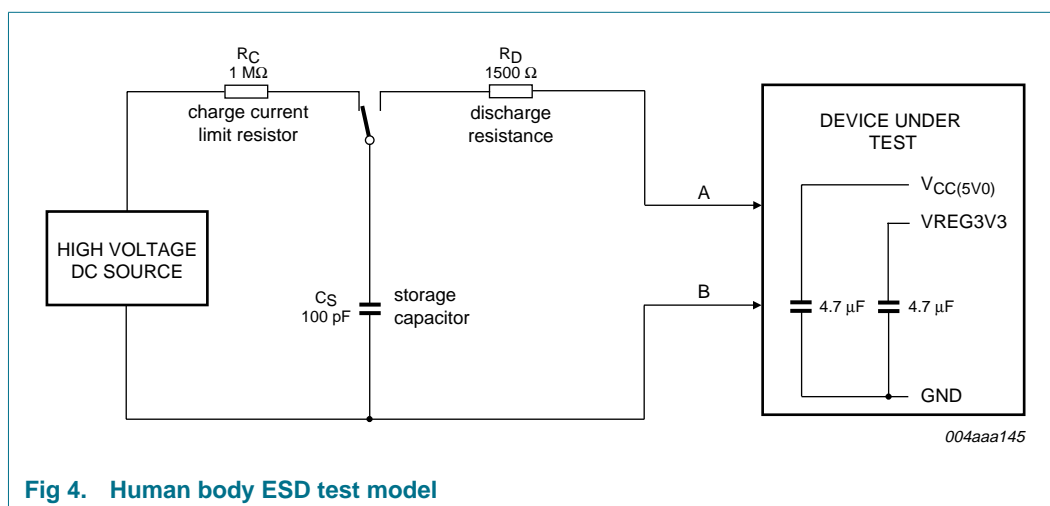 RC
1 MΩ
charge current
limit resistor
RD
1500 Ω
discharge
resistance
HIGH VOLTAGE
DC SOURCE
CS
100 pF
storage
capacitor
A
B
DEVICE UNDER
TEST
VCC(5V0)
VREG3V3
4.7 μF
4.7 μF
GND
004aaa145
Fig 4. Human body ESD test model